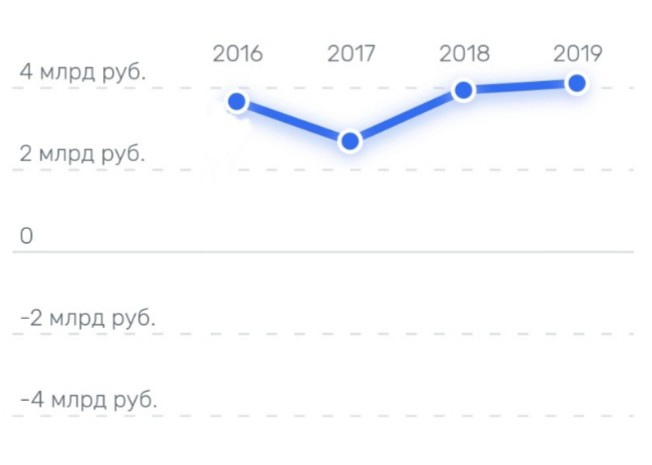 2016 2017 2018 2019
4 млрд руб.
2 млрд руб.
0
-2 млрд руб.
-4 млрд руб.